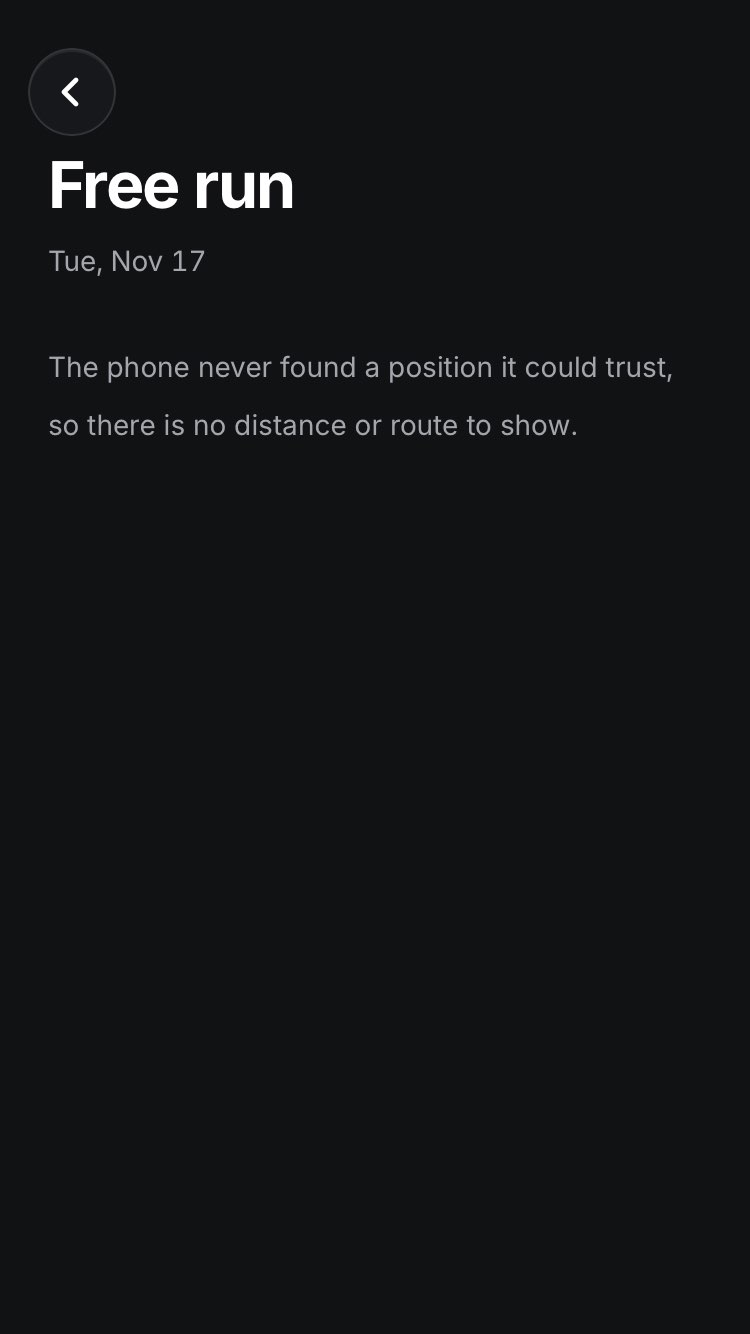 Free run
Tue, Nov 17
The phone never found a position it could trust,
so there is no distance or route to show.